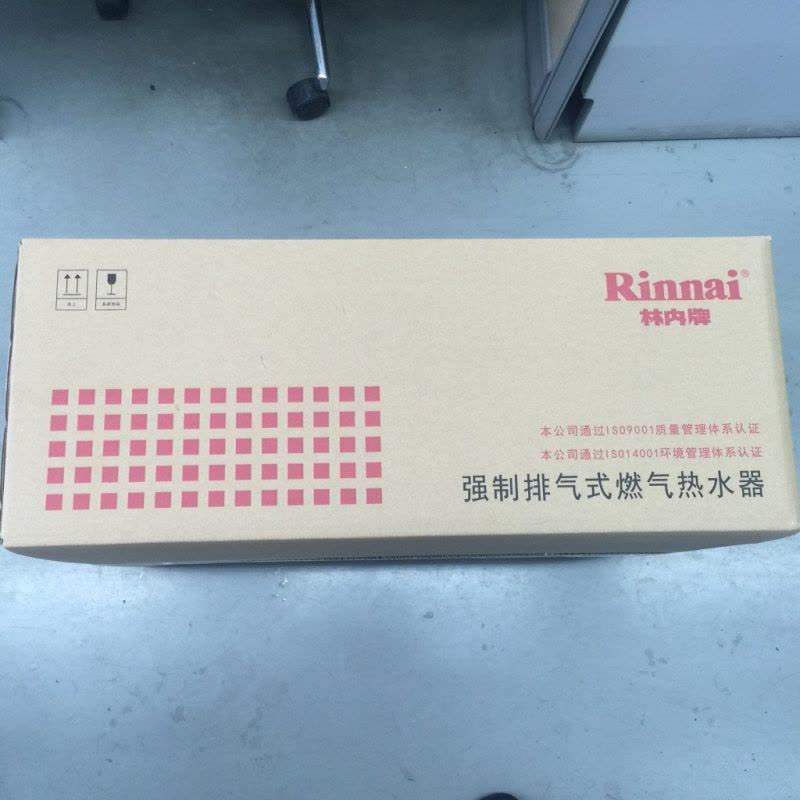 Rinnai®
林内牌
向上
本公司通过ISO9001质量管理体系认证
本公司通过ISO14001环境管理体系认证
强制排气式燃气热水器